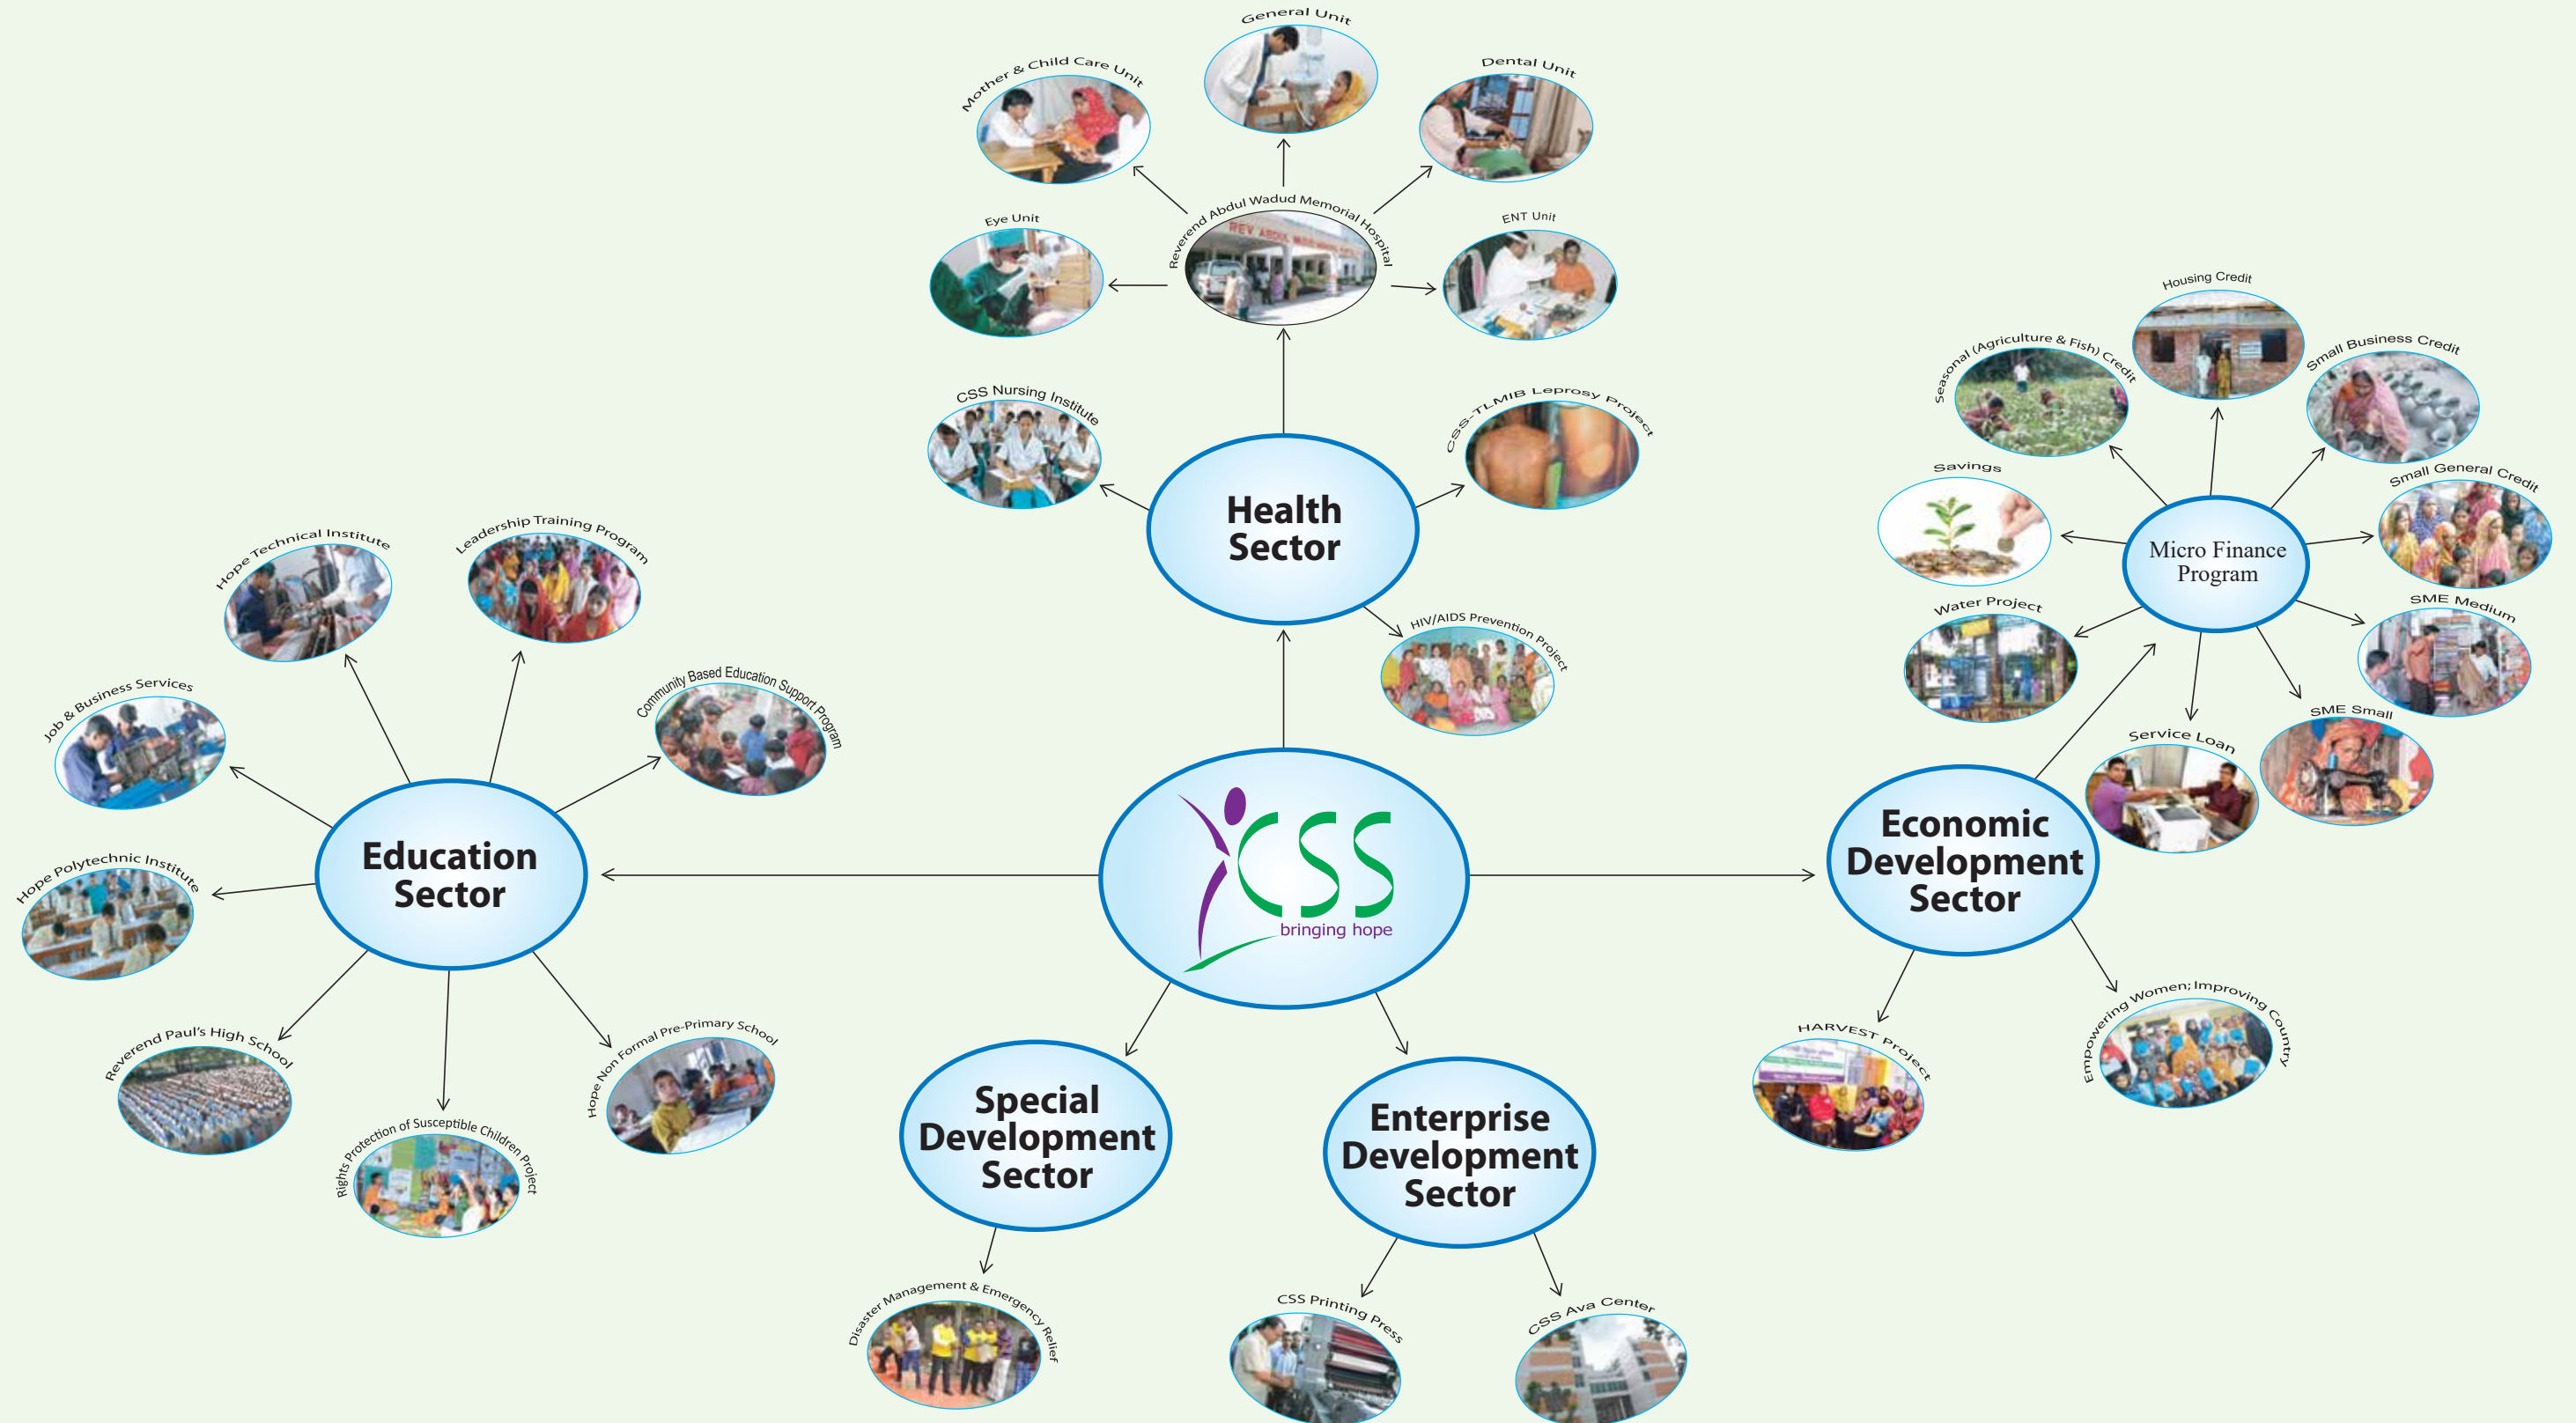 General Unit
Mother & Child Care Unit
Dental Unit
Eye Unit
Reverend Abdul Wadud Memorial Hospital
REV ABDUL
ENT Unit
CSS Nursing Institute
CSS-TLMIB Leprosy Project
Health
Sector
HIV/AIDS Prevention Project
Housing Credit
Seasonal (Agriculture & Fish) Credit
Small Business Credit
Savings
Small General Credit
Micro Finance
Program
Water Project
SME Medium
SME Small
Service Loan
Hope Technical Institute
Leadership Training Program
Job & Business Services
Community Based Education Support Program
Education
Sector
Hope Polytechnic Institute
Reverend Paul's High School
Rights Protection of Susceptible Children Project
Hope Non Formal Pre-Primary School
CSS
bringing hope
Economic
Development
Sector
HARVEST Project
Empowering Women; Improving Country
Special
Development
Sector
Disaster Management & Emergency Relief
Enterprise
Development
Sector
CSS Printing Press
CSS Ava Center